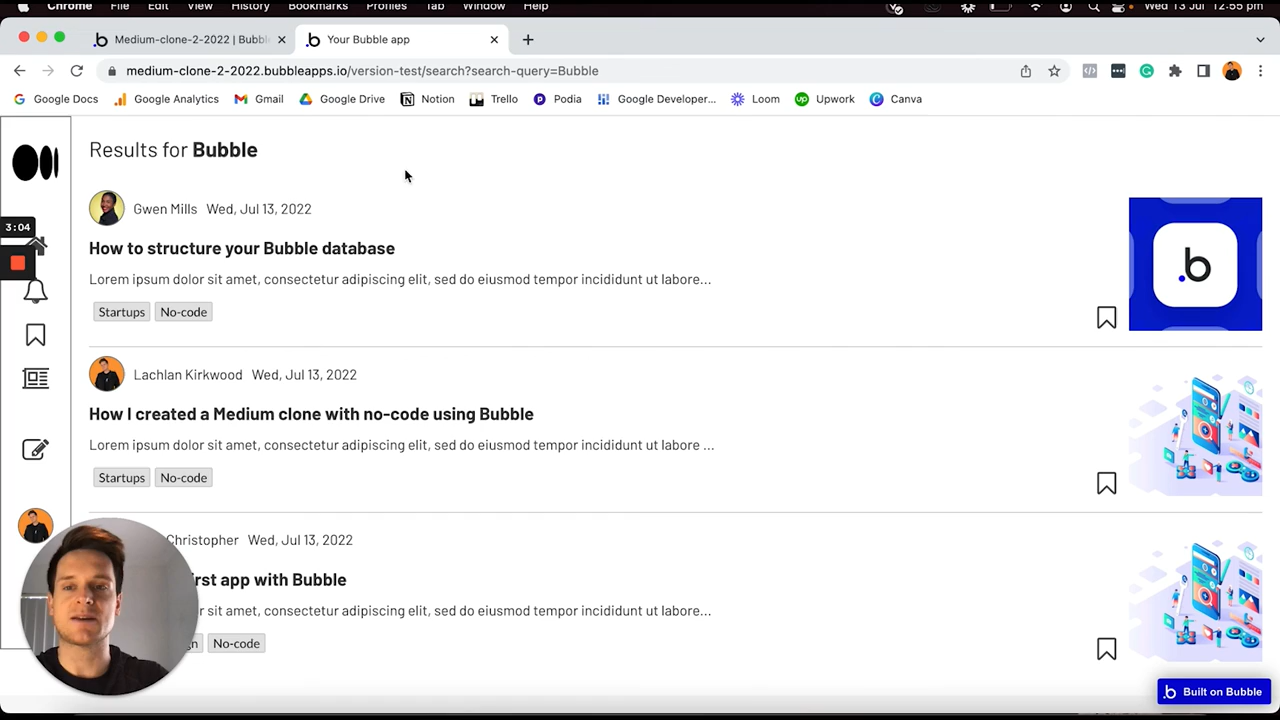 Chrome File Edit View History Bookmarks Profiles Tab Window Help Wed 13 Jul 12:55 pm
Medium-clone-2-2022 | Bubbl
Your Bubble app
medium-clone-2-2022.bubbleapps.io/version-test/search?search-query=Bubble
Google Docs Google Analytics Gmail Google Drive Notion Trello Podia Google Developer... Loom Upwork Canva
Results for Bubble
3:04
Gwen Mills Wed, Jul 13, 2022
How to structure your Bubble database
Lorem ipsum dolor sit amet, consectetur adipiscing elit, sed do eiusmod tempor incididunt ut labore...
Startups No-code
Lachlan Kirkwood Wed, Jul 13, 2022
How I created a Medium clone with no-code using Bubble
Lorem ipsum dolor sit amet, consectetur adipiscing elit, sed do eiusmod tempor incididunt ut labore ...
Startups No-code
Christopher Wed, Jul 13, 2022
rst app with Bubble
sit amet, consectetur adipiscing elit, sed do eiusmod tempor incididunt ut labore...
No-code
Built on Bubble